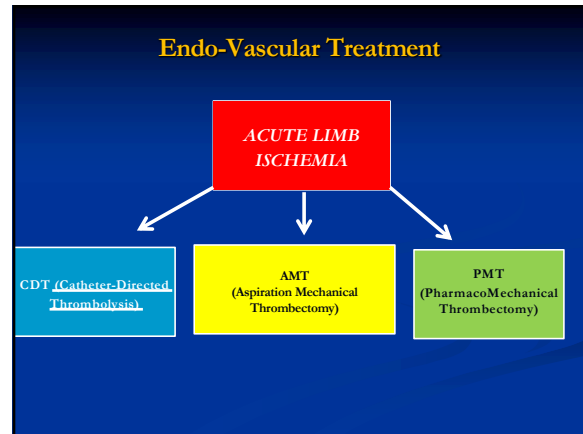 Endo-Vascular Treatment
ACUTE LIMB
ISCHEMIA
CDT (Catheter-Directed
Thrombolysis)
AMT
(Aspiration Mechanical
Thrombectomy)
PMT
(PharmacoMechanical
Thrombectomy)